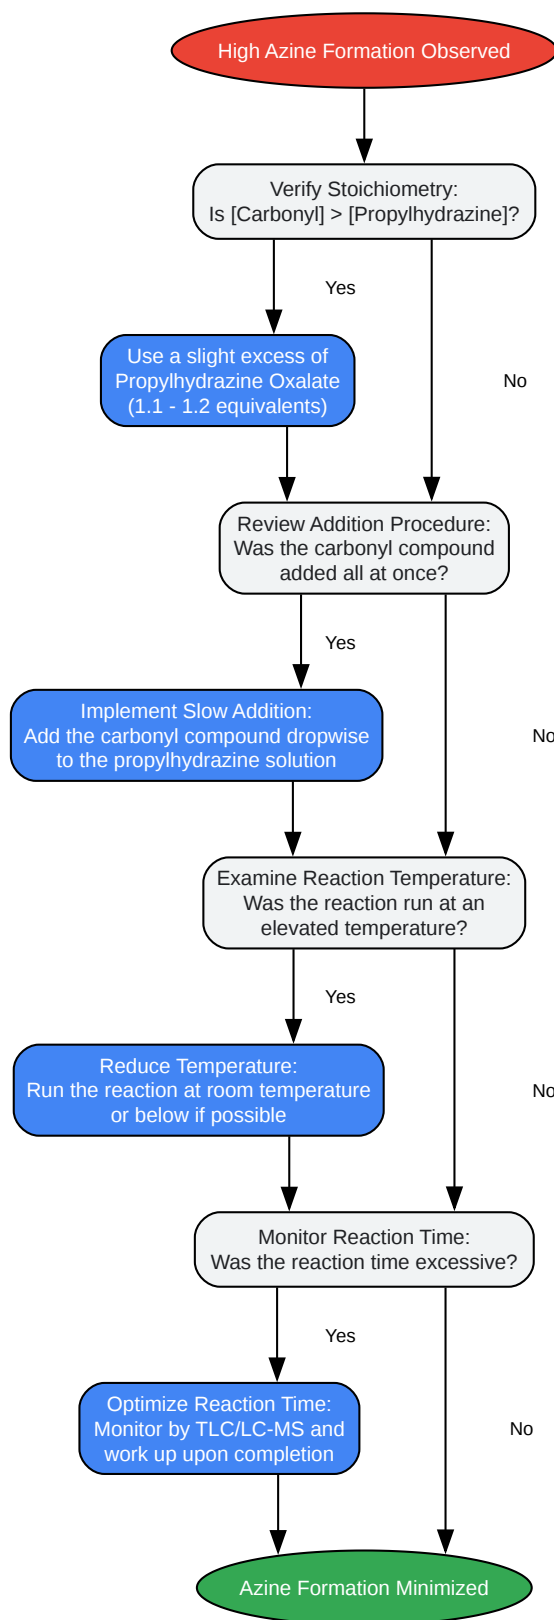 High Azine Formation Observed
Verify Stoichiometry:
Is [Carbonyl] > [Propylhydrazine]?
Yes
Use a slight excess of
Propylhydrazine Oxalate
(1.1 - 1.2 equivalents)
No
Review Addition Procedure:
Was the carbonyl compound
added all at once?
Yes
Implement Slow Addition:
Add the carbonyl compound dropwise
to the propylhydrazine solution
No
Examine Reaction Temperature:
Was the reaction run at an
elevated temperature?
Yes
Reduce Temperature:
Run the reaction at room temperature
or below if possible
No
Monitor Reaction Time:
Was the reaction time excessive?
Yes
Optimize Reaction Time:
Monitor by TLC/LC-MS and
work up upon completion
No
Azine Formation Minimized